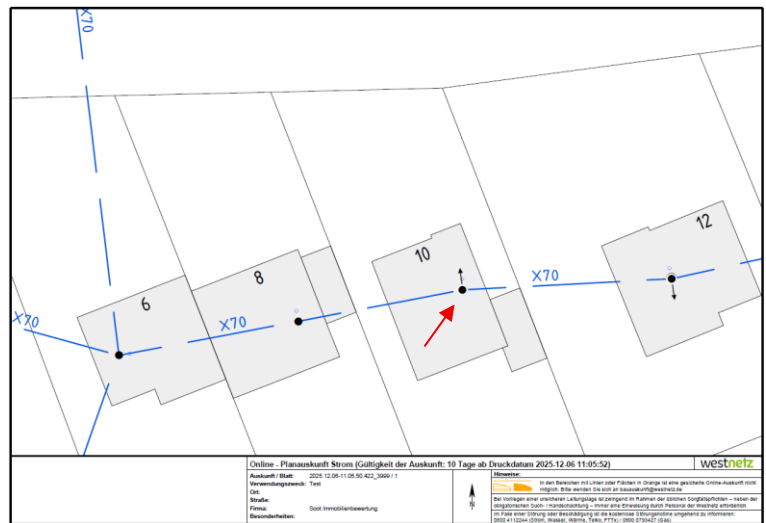 X70
12
10
8
6
X70
X70
X70
Online - Planauskunft Strom (Gültigkeit der Auskunft: 10 Tage ab Druckdatum 2025-12-06 11:05:52)
westnetz
Auskunft / Blatt: 2025.12.06-11.05.50.422_3999 / 1
Verwendungszweck: Test
Ort:
Straße:
Firma: Soot Immobilienbewertung
Besonderheiten:
N
Hinweise:
In den Bereichen mit Linien oder Flächen in Orange ist eine gesicherte Online-Auskunft nicht
möglich. Bitte wenden Sie sich an bauauskunft@westnetz.de
Bei Vorliegen einer unsicheren Leitungslage ist zwingend im Rahmen der üblichen Sorgfaltspflichten – neben der
obligatorischen Such- / Handschachtung – immer eine Einweisung durch Personal der Westnetz erforderlich.
Im Falle einer Störung oder Beschädigung ist die kostenlose Störungshotline umgehend zu informieren:
0800 4112244 (Strom, Wasser, Wärme, Telko, FTTx) - 0800 0793427 (Gas)